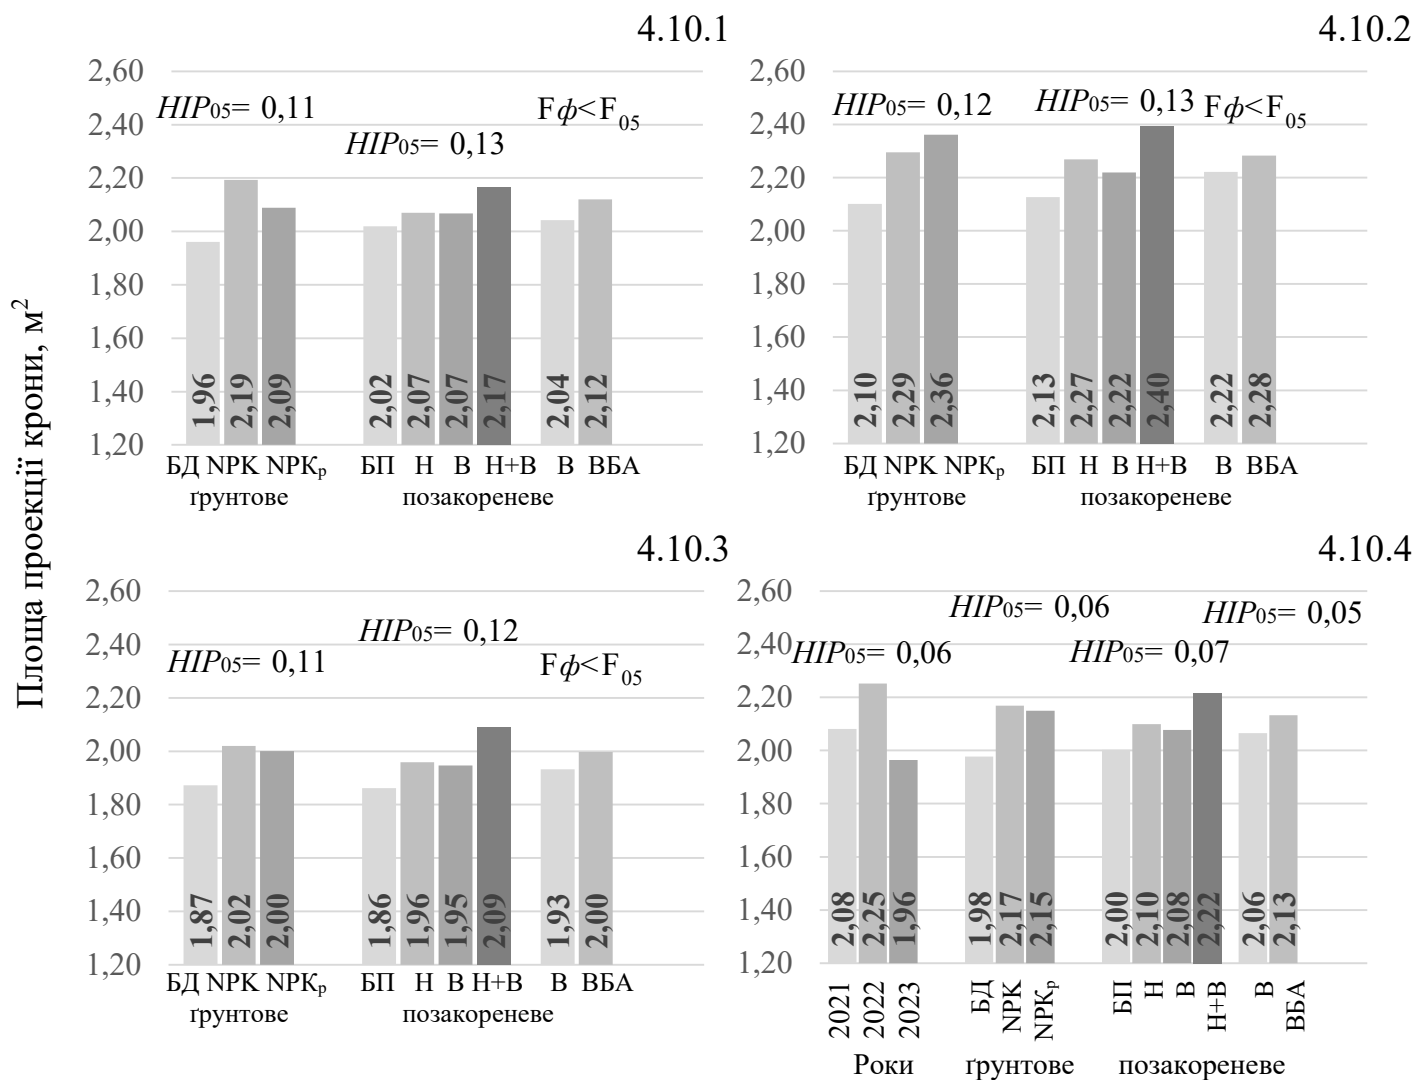 Площа проекції крони, м²
4.10.1
2,60
2,40
2,20
2,00
1,80
1,60
1,40
1,20
НІР05= 0,11
НІР05= 0,13
Fф<F05
1,96 2,19 2,09 2,02 2,07 2,07 2,17 2,04 2,12
БД NPK NPKр БП Н В Н+В В ВБА
ґрунтове позакореневе
4.10.2
2,60
2,40
2,20
2,00
1,80
1,60
1,40
1,20
НІР05= 0,12
НІР05= 0,13
Fф<F05
2,10 2,29 2,36 2,13 2,27 2,22 2,40 2,22 2,28
БД NPK NPKр БП Н В Н+В В ВБА
ґрунтове позакореневе
4.10.3
2,60
2,40
2,20
2,00
1,80
1,60
1,40
1,20
НІР05= 0,11
НІР05= 0,12
Fф<F05
1,87 2,02 2,00 1,86 1,96 1,95 2,09 1,93 2,00
БД NPK NPKр БП Н В Н+В В ВБА
ґрунтове позакореневе
4.10.4
2,60
2,40
2,20
2,00
1,80
1,60
1,40
1,20
НІР05= 0,06
НІР05= 0,06
НІР05= 0,07
НІР05= 0,05
2,08 2,25 1,96 1,98 2,17 2,15 2,00 2,10 2,08 2,22 2,06 2,13
2021 2022 2023 БД NPK NPKр БП Н В Н+В В ВБА
Роки ґрунтове позакореневе